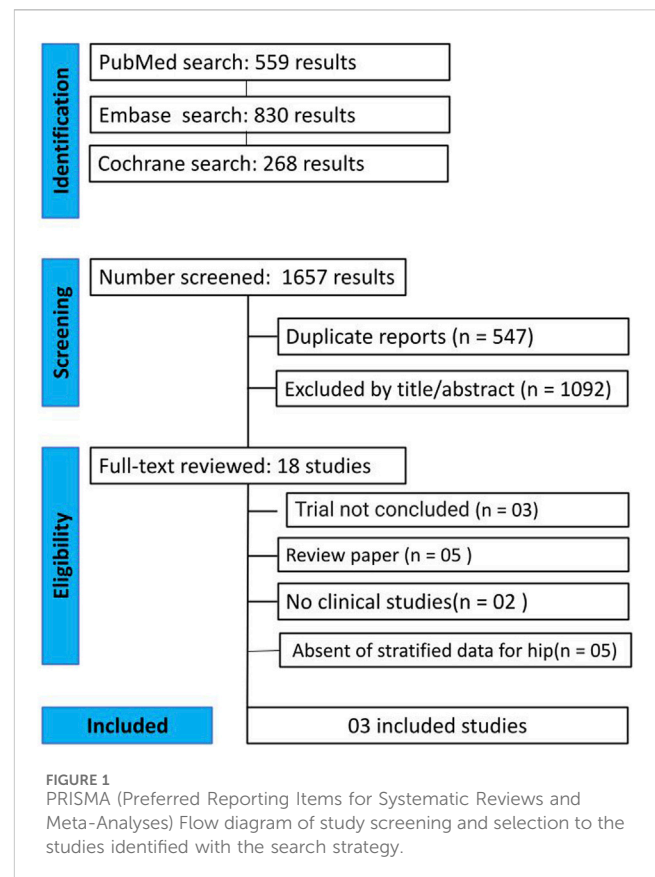 Identification
PubMed search: 559 results
Embase search: 830 results
Cochrane search: 268 results
Screening
Number screened: 1657 results
Duplicate reports (n = 547)
Excluded by title/abstract (n = 1092)
Eligibility
Full-text reviewed: 18 studies
Trial not concluded (n = 03)
Review paper (n = 05 )
No clinical studies(n = 02 )
Absent of stratified data for hip(n = 05)
Included
03 included studies
FIGURE 1
PRISMA (Preferred Reporting Items for Systematic Reviews and
Meta-Analyses) Flow diagram of study screening and selection to the
studies identified with the search strategy.